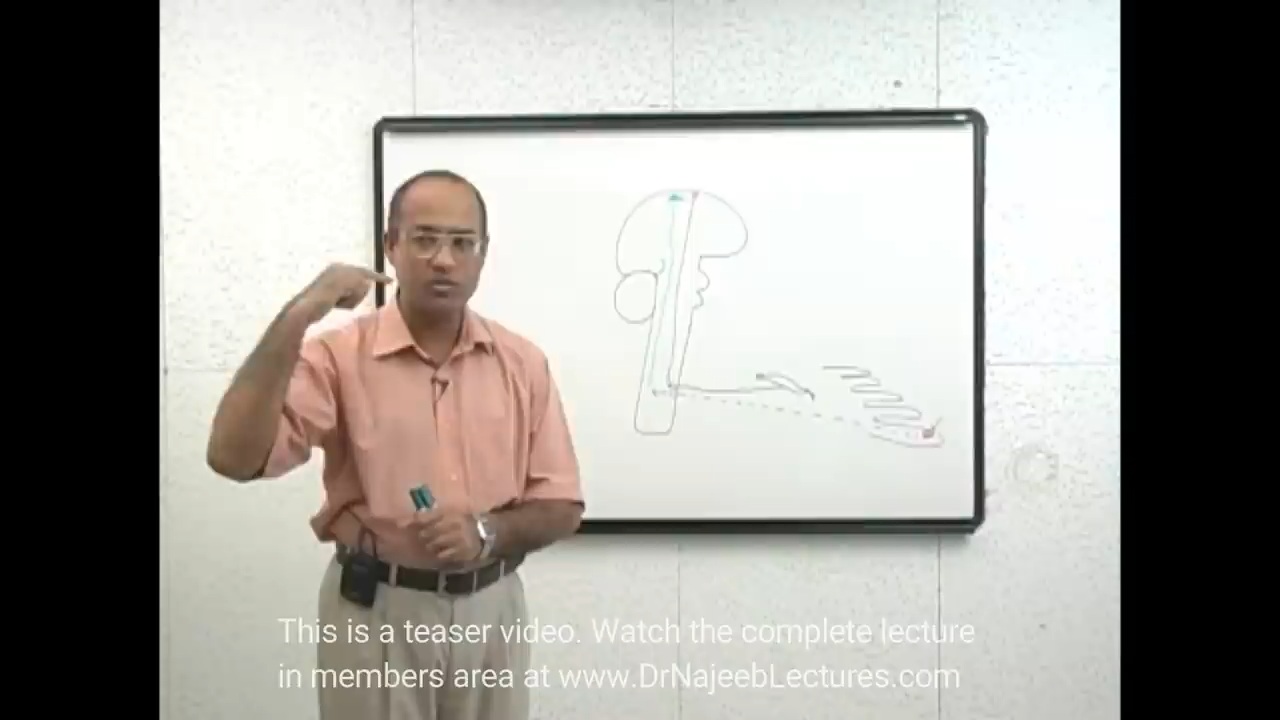 This is a teaser video. Watch the complete lecture
in members area at www.DrNajeebLectures.com